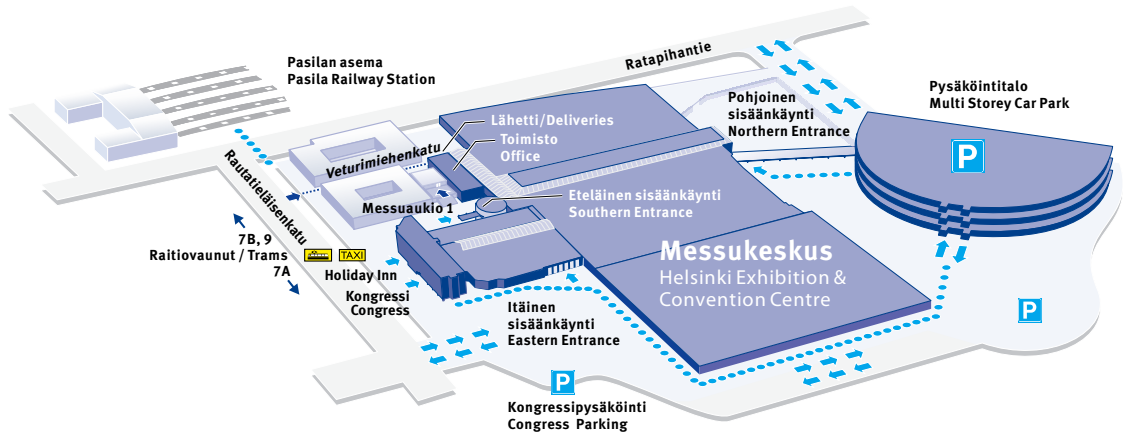 Pasilan asema
Pasila Railway Station
Ratapihantie
Pysäköintitalo
Multi Storey Car Park
P
Pohjoinen
sisäänkäynti
Northern Entrance
Lähetti/Deliveries
Toimisto
Office
Veturimiehenkatu
Rautatieläisenkatu
Messuaukio 1
Eteläinen sisäänkäynti
Southern Entrance
7B, 9
Raitiovaunut / Trams
7A
TAXI
Holiday Inn
Kongressi
Congress
Messukeskus
Helsinki Exhibition &
Convention Centre
Itäinen
sisäänkäynti
Eastern Entrance
P
P
Kongressipysäköinti
Congress Parking